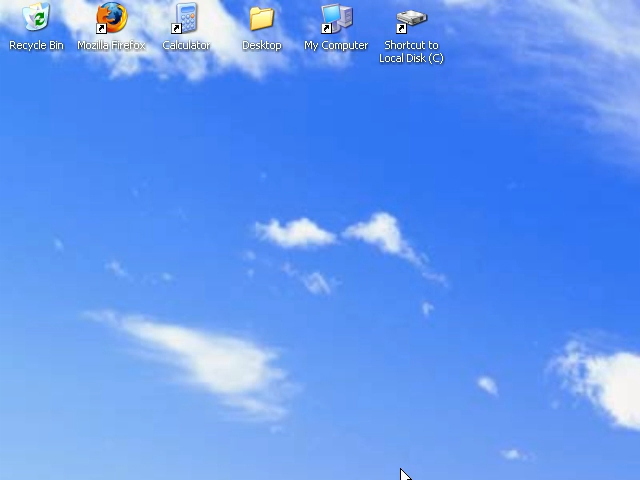 Recycle Bin
Mozilla Firefox
Calculator
Desktop
My Computer
Shortcut to
Local Disk (C)